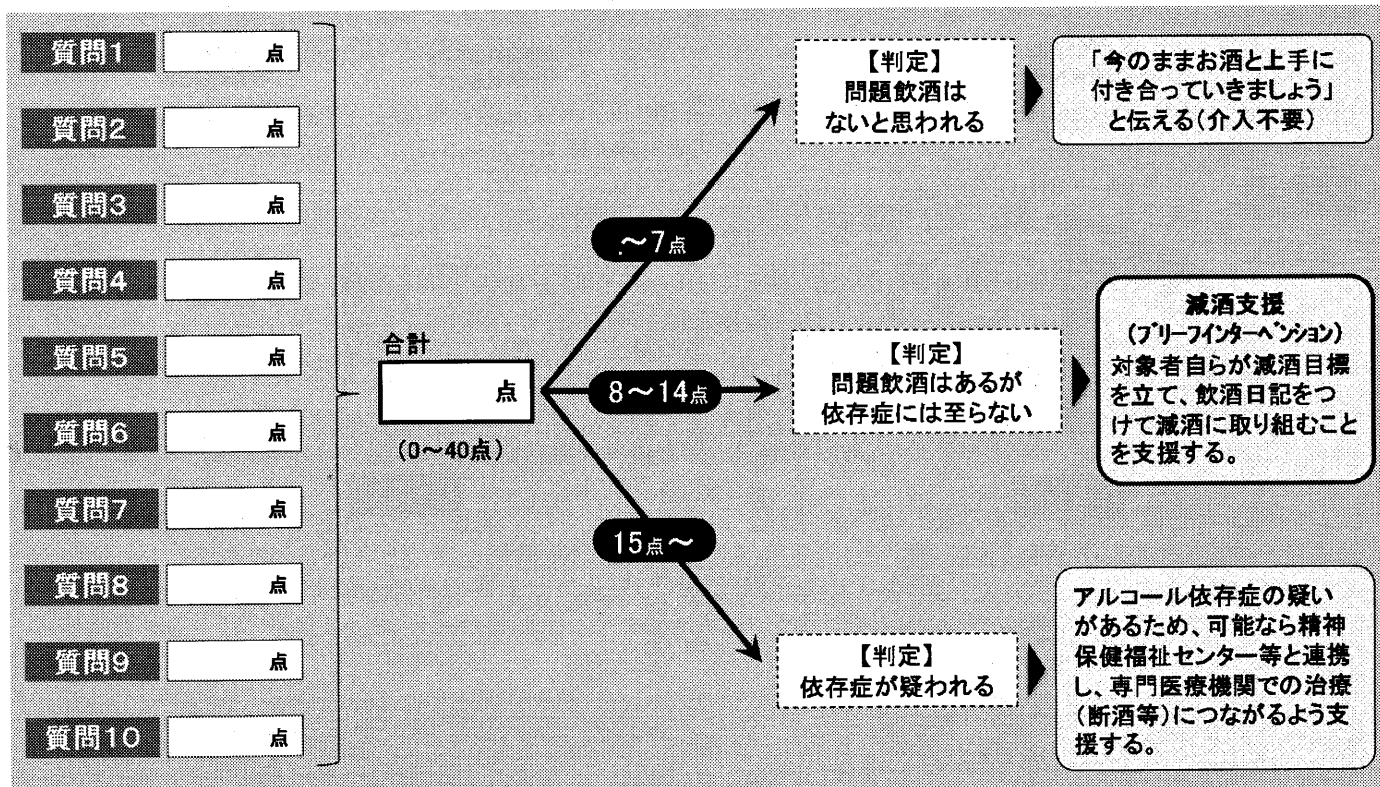 質問1 点
質問2 点
質問3 点
質問4 点
質問5 点
質問6 点
質問7 点
質問8 点
質問9 点
質問10 点
合計
点
(0～40点)
～7点
8～14点
15点～
【判定】
問題飲酒は
ないと思われる
「今のままお酒と上手に
付き合っていきましょう」
と伝える(介入不要)
【判定】
問題飲酒はあるが
依存症には至らない
減酒支援
(ブリーフインターベンション)
対象者自らが減酒目標
を立て、飲酒日記をつ
けて減酒に取り組むこと
を支援する。
【判定】
依存症が疑われる
アルコール依存症の疑い
があるため、可能なら精神
保健福祉センター等と連携
し、専門医療機関での治療
(断酒等)につながるよう支
援する。